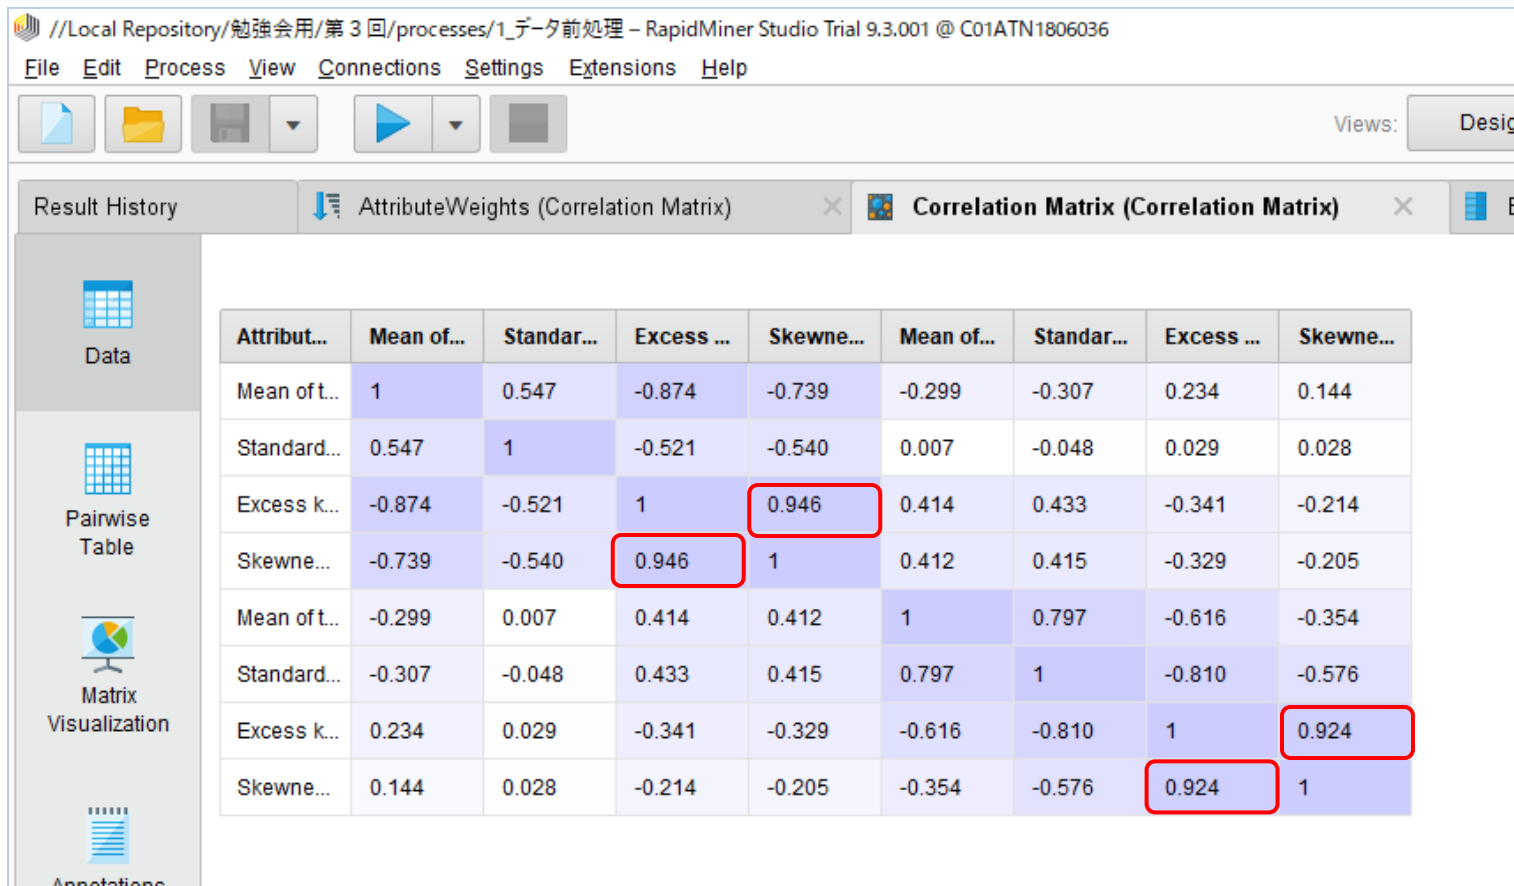 //Local Repository/勉強会用/第3回/processes/1_データ前処理 – RapidMiner Studio Trial 9.3.001 @ C01ATN1806036
File Edit Process View Connections Settings Extensions Help
Views: Desig
Result History AttributeWeights (Correlation Matrix) Correlation Matrix (Correlation Matrix)
Data
Pairwise
Table
Matrix
Visualization
Annotations
Attribut... Mean of... Standar... Excess ... Skewne... Mean of... Standar... Excess ... Skewne...
Mean of t... 1 0.547 -0.874 -0.739 -0.299 -0.307 0.234 0.144
Standard... 0.547 1 -0.521 -0.540 0.007 -0.048 0.029 0.028
Excess k... -0.874 -0.521 1 0.946 0.414 0.433 -0.341 -0.214
Skewne... -0.739 -0.540 0.946 1 0.412 0.415 -0.329 -0.205
Mean of t... -0.299 0.007 0.414 0.412 1 0.797 -0.616 -0.354
Standard... -0.307 -0.048 0.433 0.415 0.797 1 -0.810 -0.576
Excess k... 0.234 0.029 -0.341 -0.329 -0.616 -0.810 1 0.924
Skewne... 0.144 0.028 -0.214 -0.205 -0.354 -0.576 0.924 1